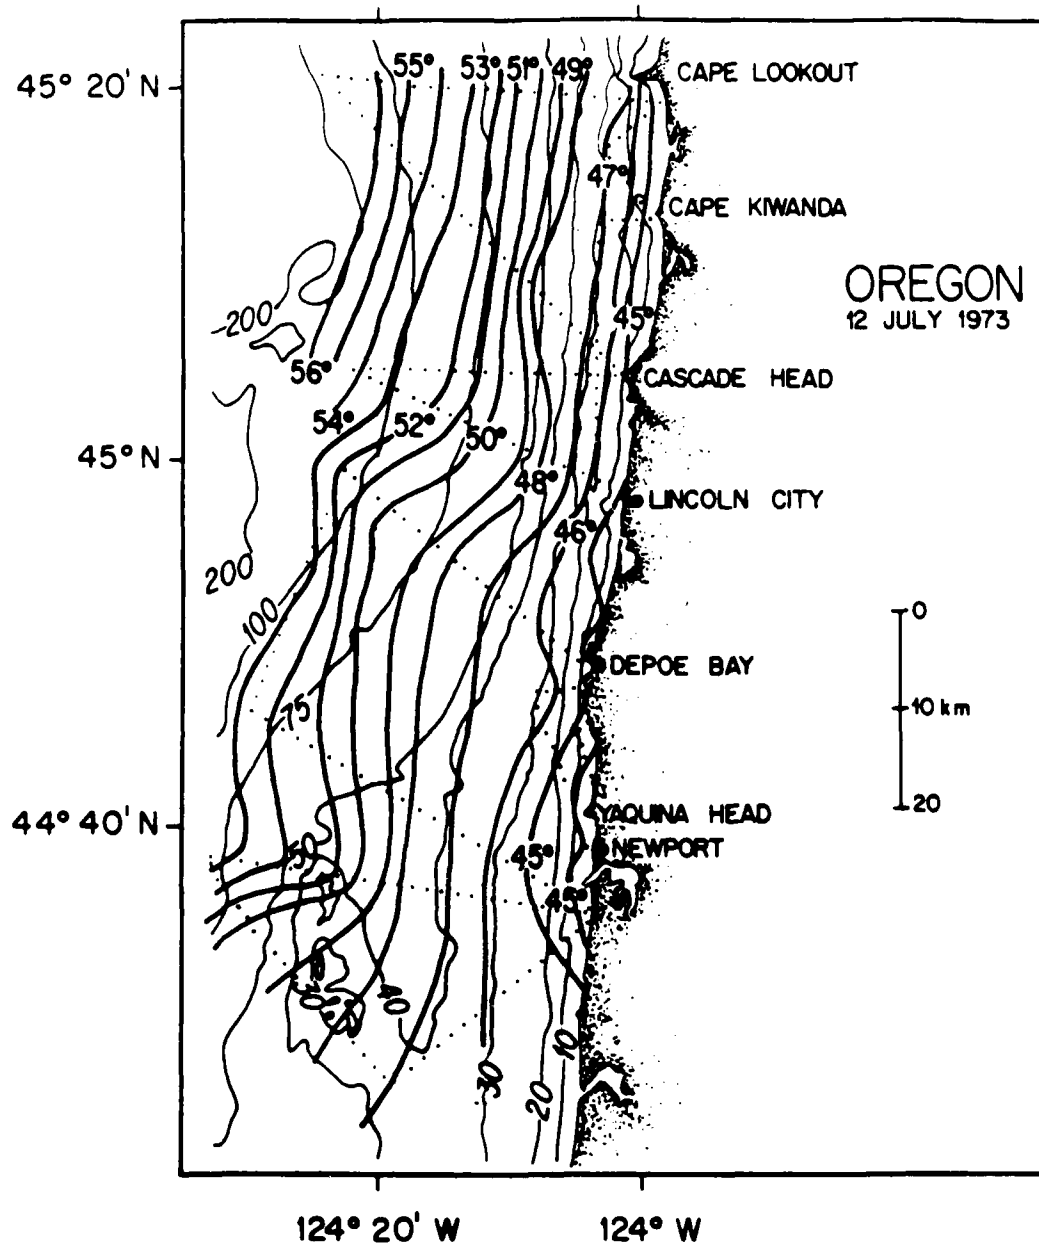 55° 53° 51° 49°
45° 20' N
CAPE LOOKOUT
47°
CAPE KIWANDA
OREGON
12 JULY 1973
-200
45°
56°
CASCADE HEAD
54° 52° 50°
45° N
48°
LINCOLN CITY
46°
200
100
0
DEPOE BAY
75
10 km
20
44° 40' N
YAQUINA HEAD
NEWPORT
50
45°
45°
40
10
30
20
124° 20' W
124° W